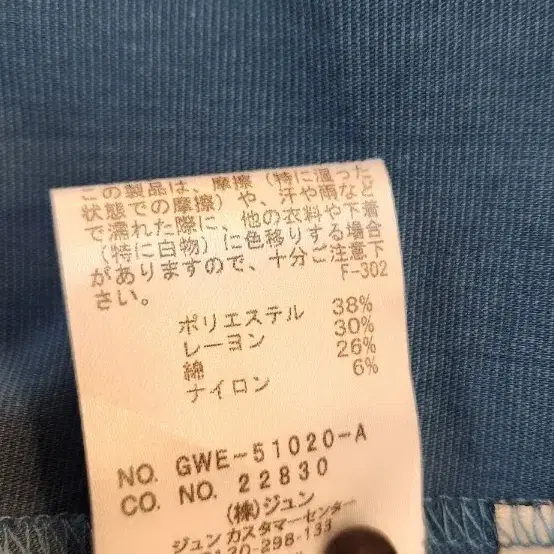 この製品は、摩擦（特に湿った
状態での摩擦）や、汗や雨など
で濡れた際に、他の衣料や下着
（特に白物）に色移りする場合
がありますので、十分ご注意下
さい。
F-302
ポリエステル 38%
レーヨン 30%
綿 26%
ナイロン 6%
NO. GWE-51020-A
CO. NO. 22830
(株)ジュン
ジュン カスタマーセンター
0120-298-133